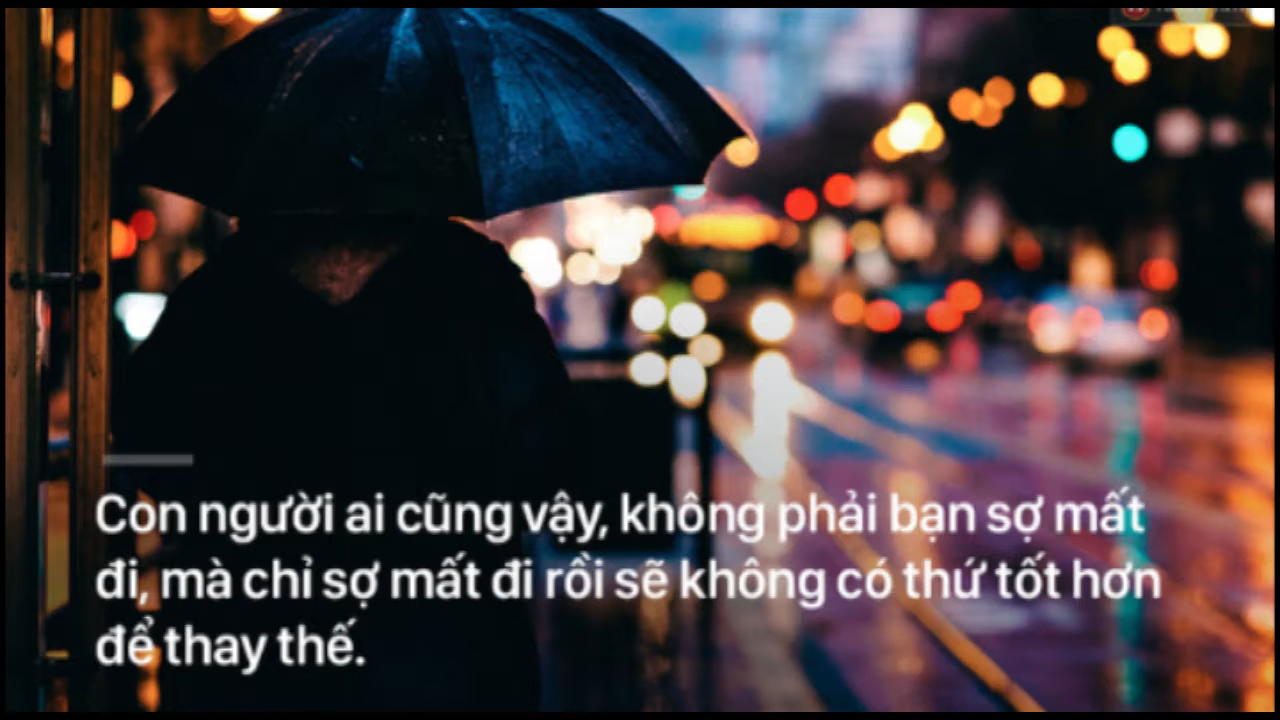 Con người ai cũng vậy, không phải bạn sợ mất
đi, mà chỉ sợ mất đi rồi sẽ không có thứ tốt hơn
để thay thế.